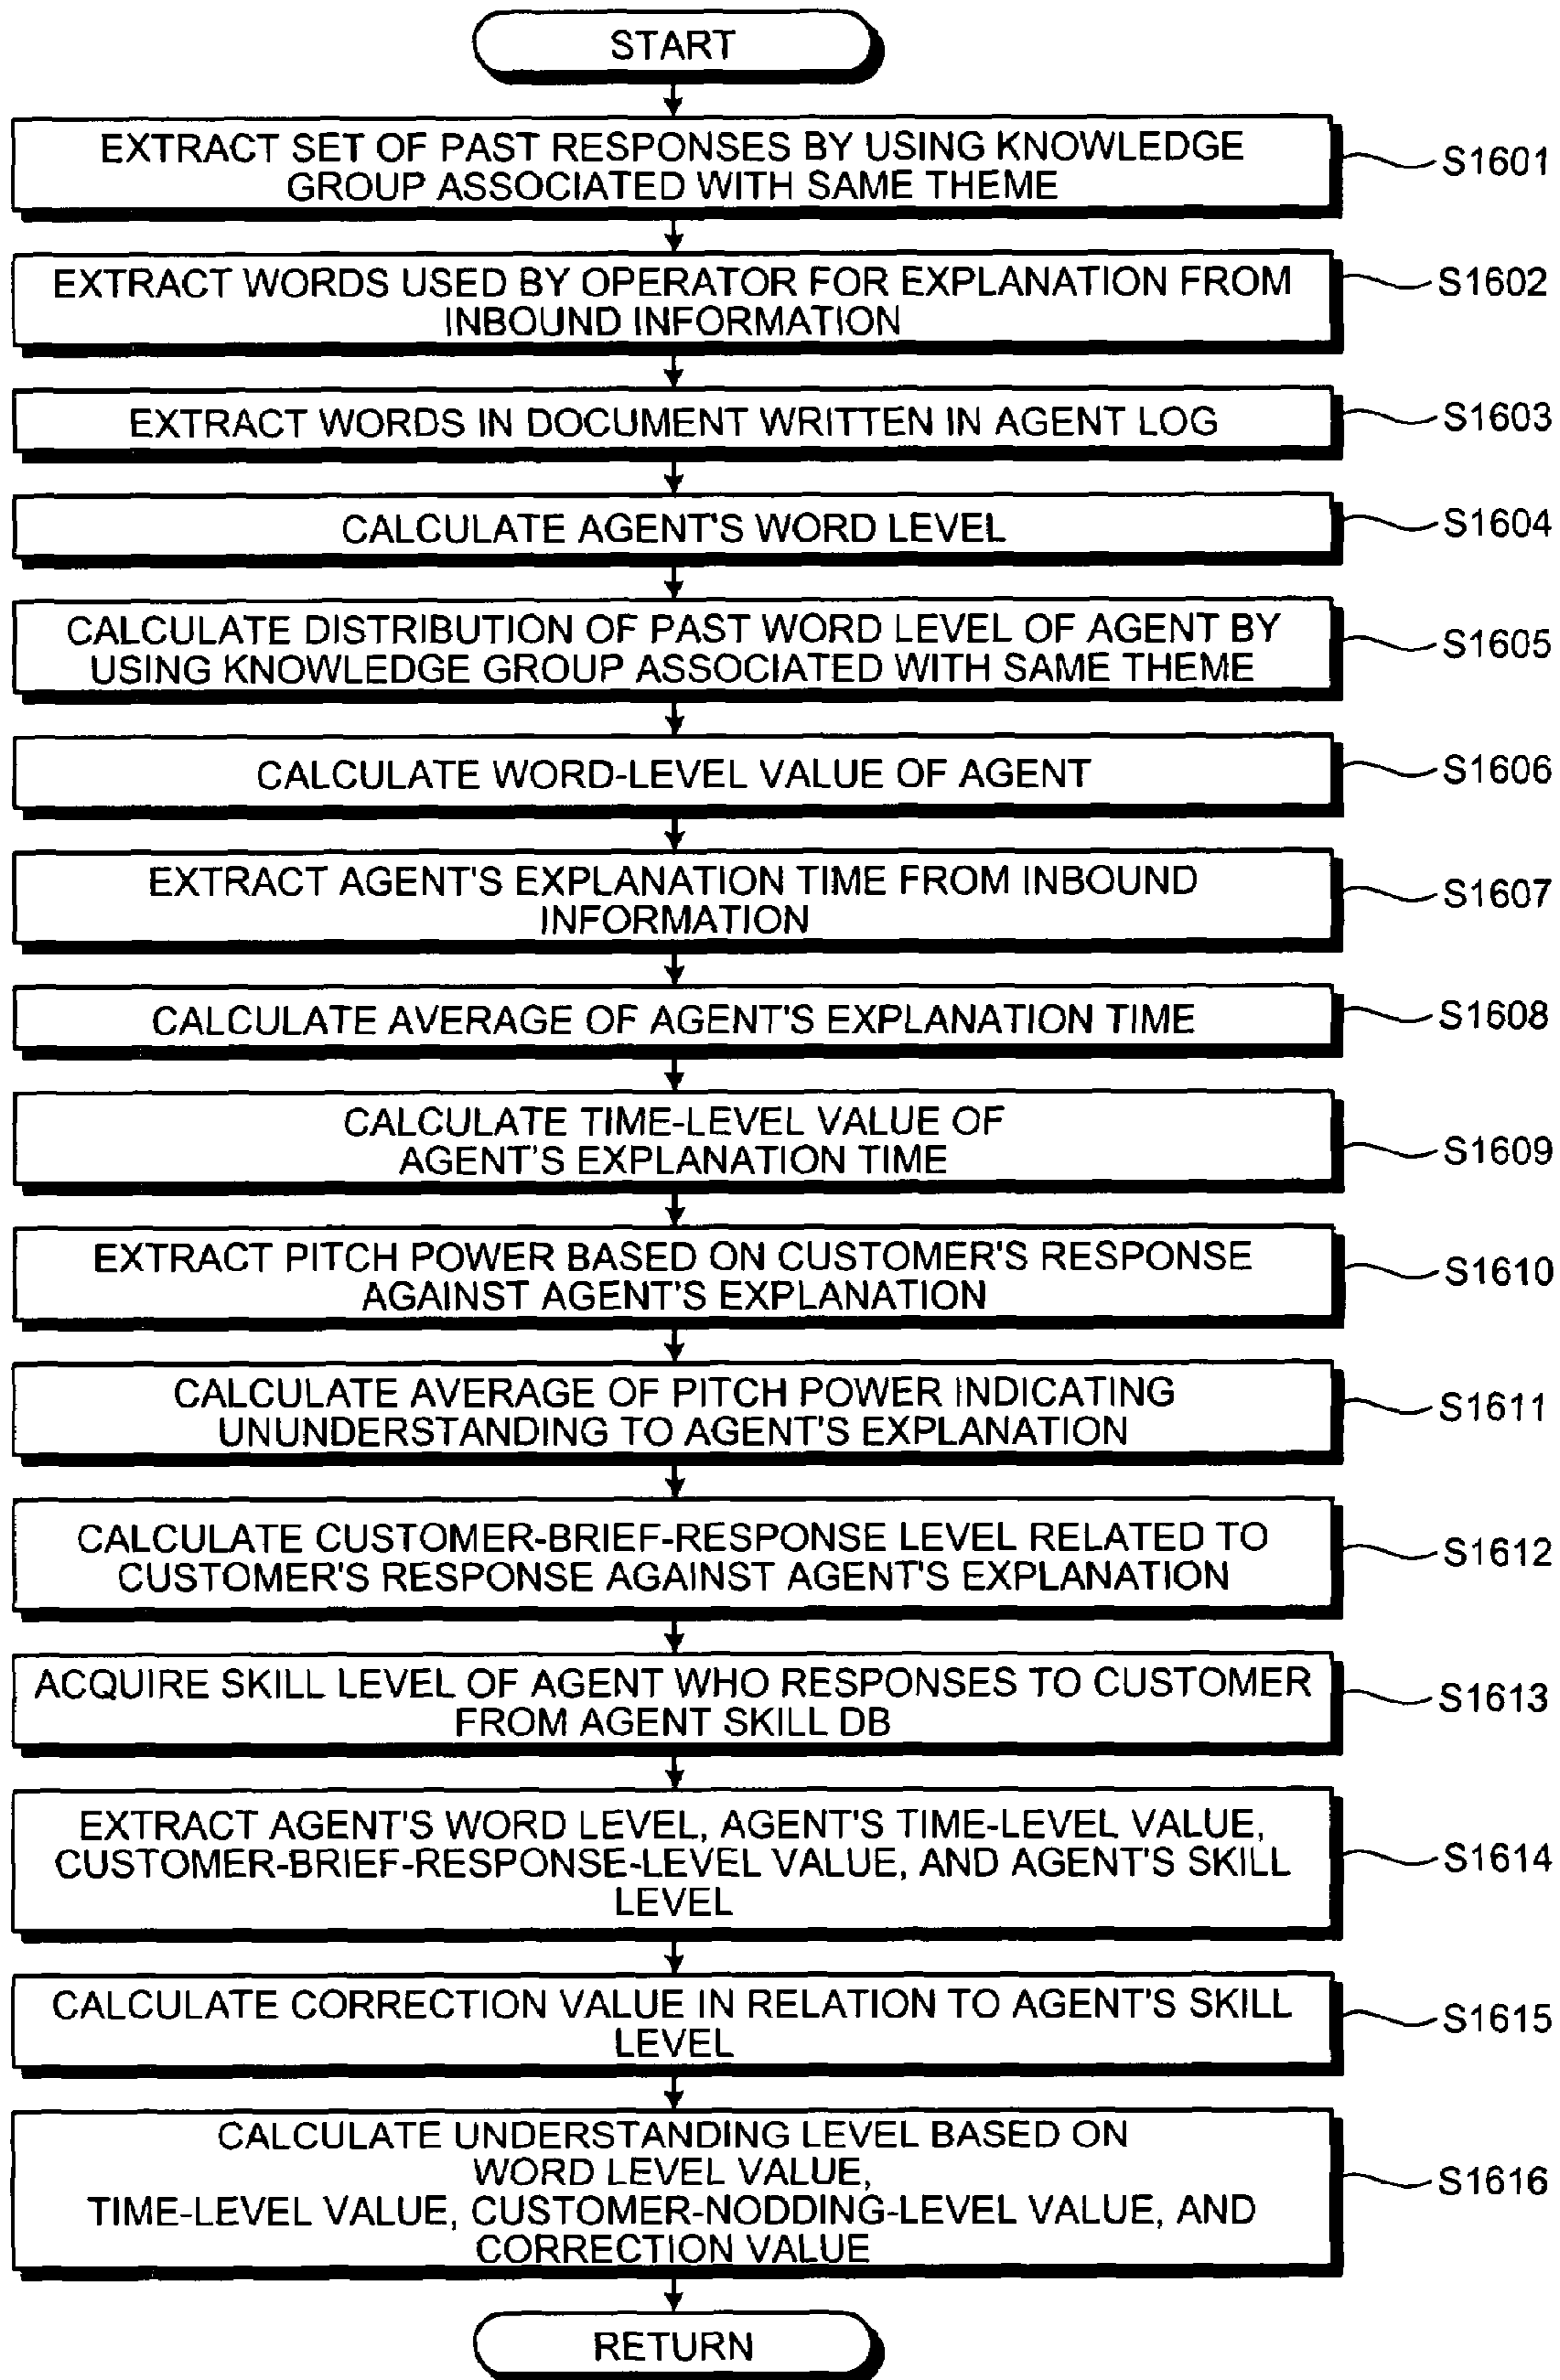 START
EXTRACT SET OF PAST RESPONSES BY USING KNOWLEDGE
GROUP ASSOCIATED WITH SAME THEME
S1601
EXTRACT WORDS USED BY OPERATOR FOR EXPLANATION FROM
INBOUND INFORMATION
S1602
EXTRACT WORDS IN DOCUMENT WRITTEN IN AGENT LOG
S1603
CALCULATE AGENT'S WORD LEVEL
S1604
CALCULATE DISTRIBUTION OF PAST WORD LEVEL OF AGENT BY
USING KNOWLEDGE GROUP ASSOCIATED WITH SAME THEME
S1605
CALCULATE WORD-LEVEL VALUE OF AGENT
S1606
EXTRACT AGENT'S EXPLANATION TIME FROM INBOUND
INFORMATION
S1607
CALCULATE AVERAGE OF AGENT'S EXPLANATION TIME
S1608
CALCULATE TIME-LEVEL VALUE OF
AGENT'S EXPLANATION TIME
S1609
EXTRACT PITCH POWER BASED ON CUSTOMER'S RESPONSE
AGAINST AGENT'S EXPLANATION
S1610
CALCULATE AVERAGE OF PITCH POWER INDICATING
UNUNDERSTANDING TO AGENT'S EXPLANATION
S1611
CALCULATE CUSTOMER-BRIEF-RESPONSE LEVEL RELATED TO
CUSTOMER'S RESPONSE AGAINST AGENT'S EXPLANATION
S1612
ACQUIRE SKILL LEVEL OF AGENT WHO RESPONSES TO CUSTOMER
FROM AGENT SKILL DB
S1613
EXTRACT AGENT'S WORD LEVEL, AGENT'S TIME-LEVEL VALUE,
CUSTOMER-BRIEF-RESPONSE-LEVEL VALUE, AND AGENT'S SKILL
LEVEL
S1614
CALCULATE CORRECTION VALUE IN RELATION TO AGENT'S SKILL
LEVEL
S1615
CALCULATE UNDERSTANDING LEVEL BASED ON
WORD LEVEL VALUE,
TIME-LEVEL VALUE, CUSTOMER-NODDING-LEVEL VALUE, AND
CORRECTION VALUE
S1616
RETURN